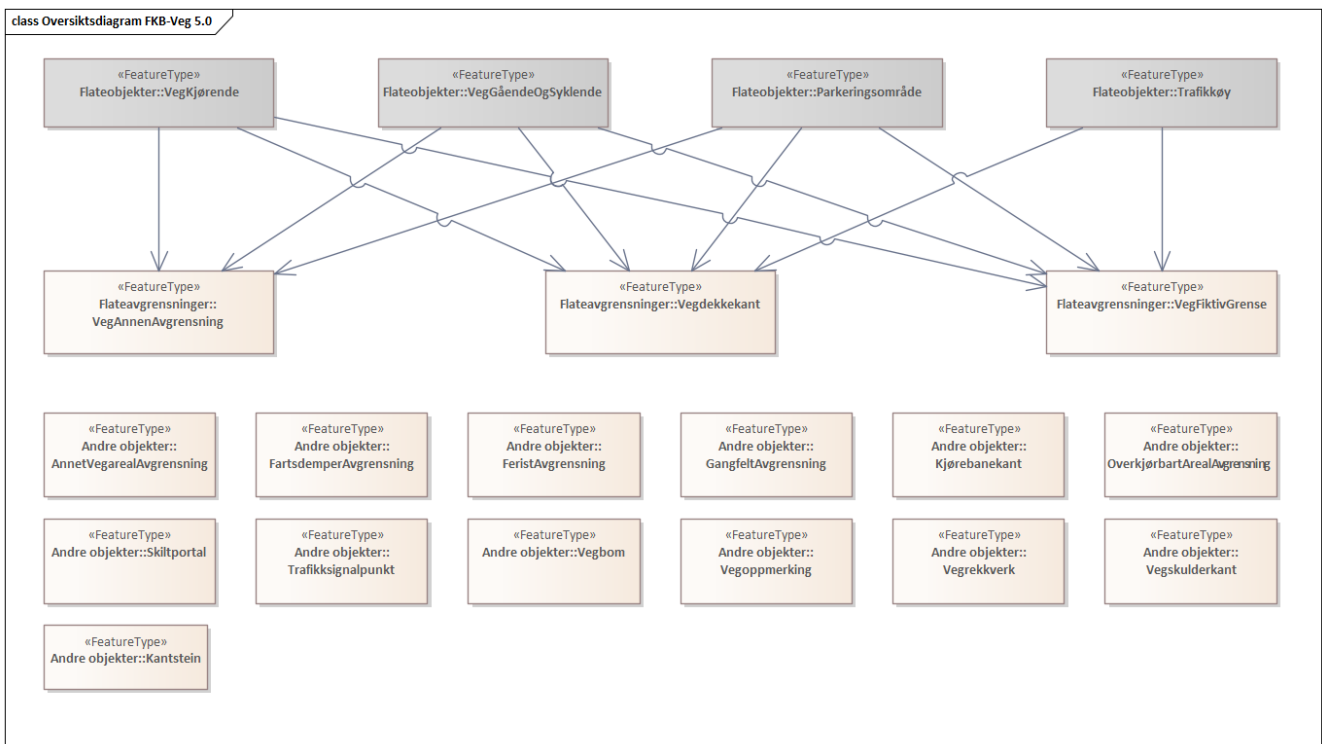 class Oversiktsdiagram FKB-Veg 5.0
«FeatureType»
Flateobjekter::VegKjørende
«FeatureType»
Flateobjekter::VegGåendeOgSyklende
«FeatureType»
Flateobjekter::Parkeringsområde
«FeatureType»
Flateobjekter::Trafikkøy
«FeatureType»
Flateavgrensninger::
VegAnnenAvgrensning
«FeatureType»
Flateavgrensninger::Vegdekkekant
«FeatureType»
Flateavgrensninger::VegFiktivGrense
«FeatureType»
Andre objekter::
AnnetVegarealAvgrensning
«FeatureType»
Andre objekter::
FartsdemperAvgrensning
«FeatureType»
Andre objekter::
FeristAvgrensning
«FeatureType»
Andre objekter::
GangfeltAvgrensning
«FeatureType»
Andre objekter::
Kjørebanekant
«FeatureType»
Andre objekter::
OverkjørbartArealAvgrensning
«FeatureType»
Andre objekter::Skiltportal
«FeatureType»
Andre objekter::
Trafikksignalpunkt
«FeatureType»
Andre objekter::Vegbom
«FeatureType»
Andre objekter::
Vegoppmerking
«FeatureType»
Andre objekter::
Vegrekkverk
«FeatureType»
Andre objekter::
Vegskulderkant
«FeatureType»
Andre objekter::Kantstein